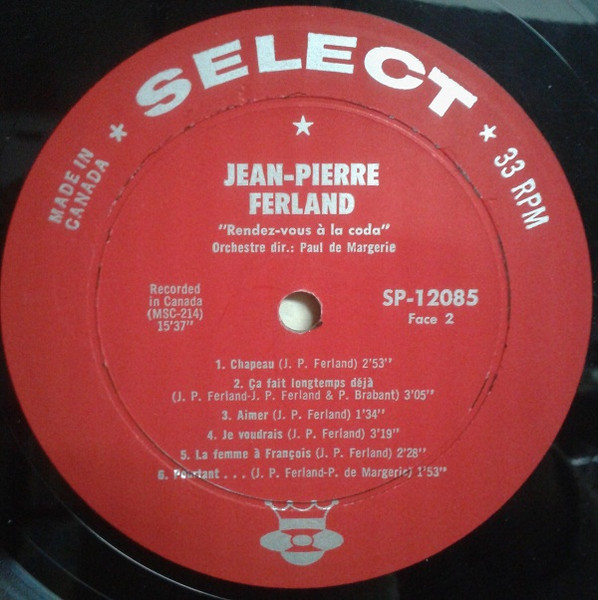 SELECT
MADE IN
CANADA
33 RPM
JEAN-PIERRE
FERLAND
"Rendez-vous à la coda"
Orchestre dir.: Paul de Margerie
Recorded
in Canada
(MSC-214)
15'37"
SP-12085
Face 2
1. Chapeau (J. P. Ferland) 2'53"
2. Ça fait longtemps déjà
(J. P. Ferland-J. P. Ferland & P. Brabant) 3'05"
3. Aimer (J. P. Ferland) 1'34"
4. Je voudrais (J. P. Ferland) 3'19"
5. La femme à François (J. P. Ferland) 2'28"
6. Pourtant . . . (J. P. Ferland-P. de Margerie) 1'53"